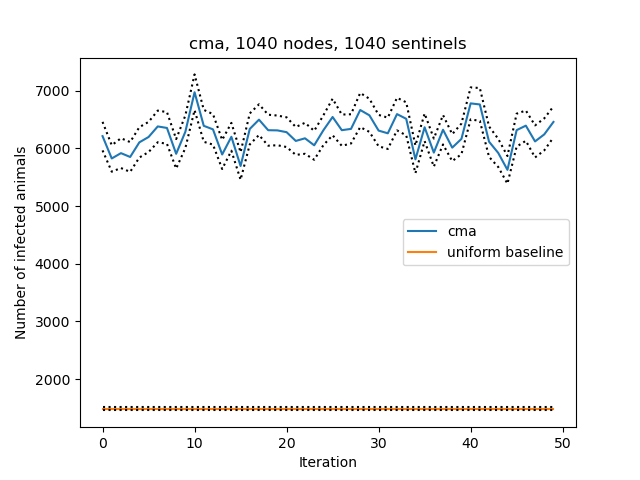 cma, 1040 nodes, 1040 sentinels
Number of infected animals
7000
6000
5000
4000
3000
2000
cma
uniform baseline
0 10 20 30 40 50
Iteration